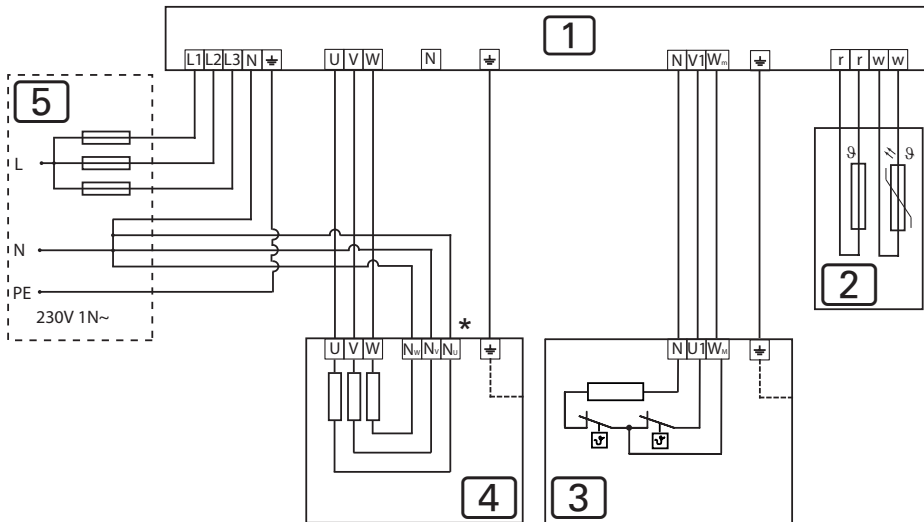 1
L1 L2 L3 N ⏚ U V W N ⏚ N V1 Wm ⏚ r r w w
5
L
ϑ ϑ
N
2
PE
230V 1N~
*
U V W NW NV NU ⏚ N U1 WM ⏚
ϑ ϑ
4 3